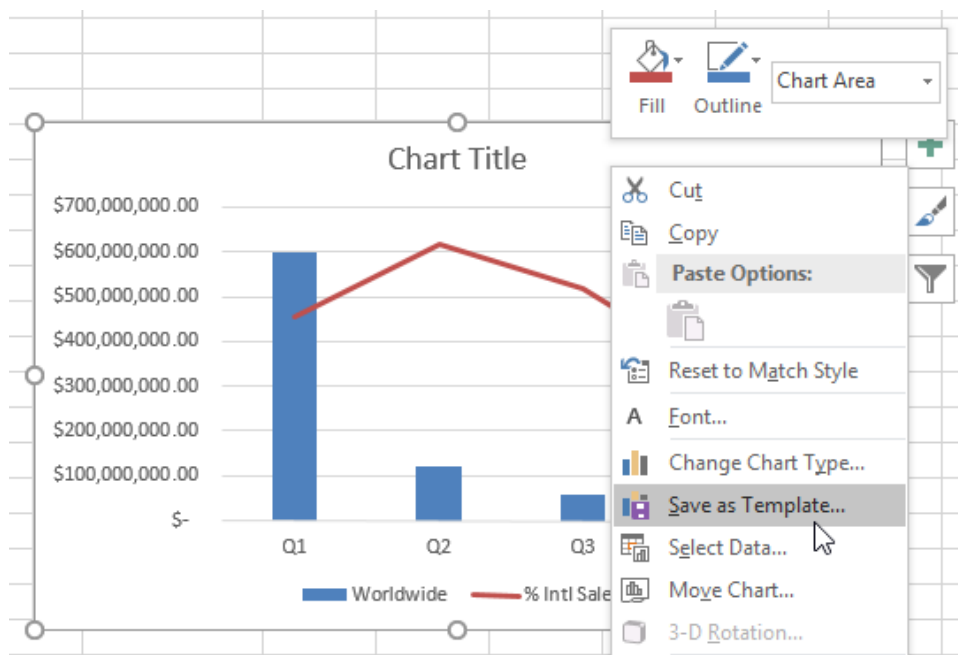 Chart Area
Fill Outline
Chart Title
$700,000,000.00
$600,000,000.00
$500,000,000.00
$400,000,000.00
$300,000,000.00
$200,000,000.00
$100,000,000.00
$-
Q1 Q2 Q3
Worldwide % Intl Sale
Cut
Copy
Paste Options:
Reset to Match Style
A Font...
Change Chart Type...
Save as Template...
Select Data...
Move Chart...
3-D Rotation...